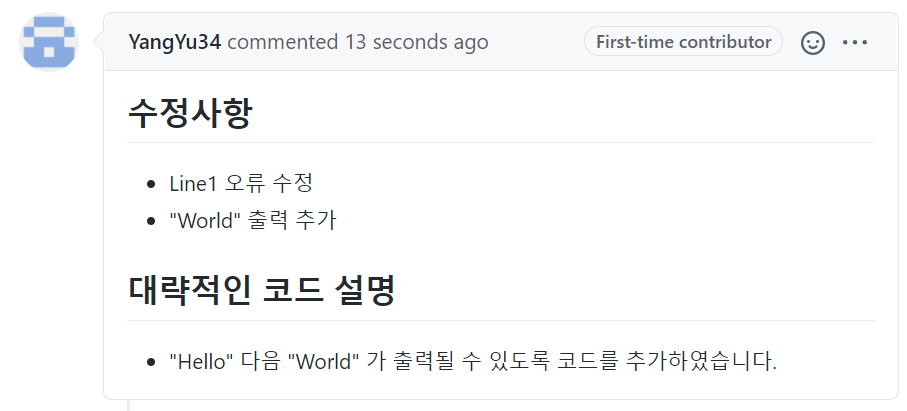 YangYu34 commented 13 seconds ago First-time contributor
수정사항
Line1 오류 수정
"World" 출력 추가
대략적인 코드 설명
"Hello" 다음 "World" 가 출력될 수 있도록 코드를 추가하였습니다.